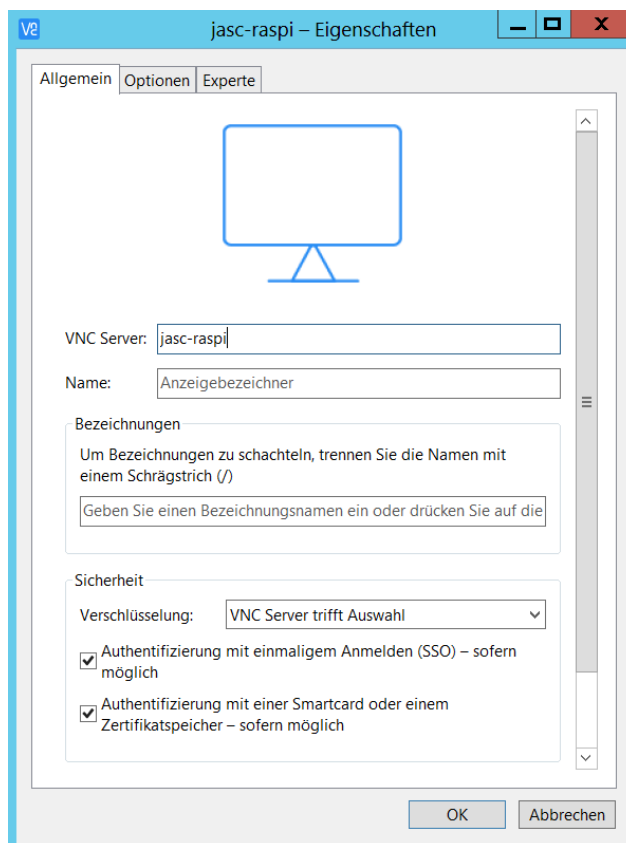 V2
jasc-raspi – Eigenschaften
Allgemein Optionen Experte
VNC Server: jasc-raspi
Name: Anzeigebezeichner
Bezeichnungen
Um Bezeichnungen zu schachteln, trennen Sie die Namen mit
einem Schrägstrich (/)
Geben Sie einen Bezeichnungsnamen ein oder drücken Sie auf die
Sicherheit
Verschlüsselung: VNC Server trifft Auswahl
Authentifizierung mit einmaligem Anmelden (SSO) – sofern
möglich
Authentifizierung mit einer Smartcard oder einem
Zertifikatspeicher – sofern möglich
OK Abbrechen